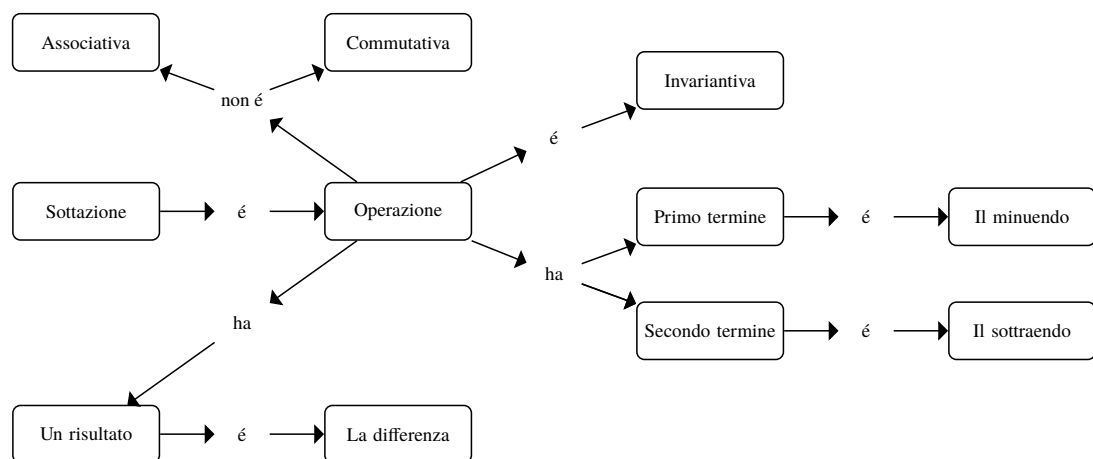 Associativa
Commutativa
non é
Invariantiva
é
Sottazione
é
Operazione
Primo termine
é
Il minuendo
ha
Secondo termine
é
Il sottraendo
ha
Un risultato
é
La differenza